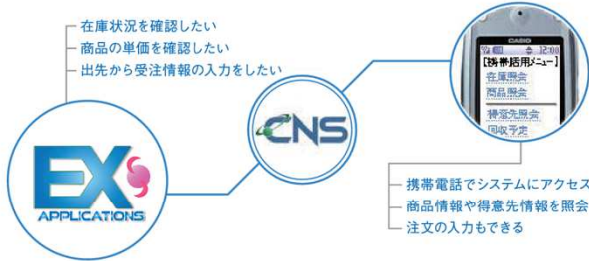 在庫状況を確認したい
商品の単価を確認したい
出先から受注情報の入力をしたい
EX
APPLICATIONS
CNS
CASIO
12:00
【携帯活用メニュー】
在庫照会
商品照会
得意先照会
回収予定
携帯電話でシステムにアクセス
商品情報や得意先情報を照会
注文の入力もできる